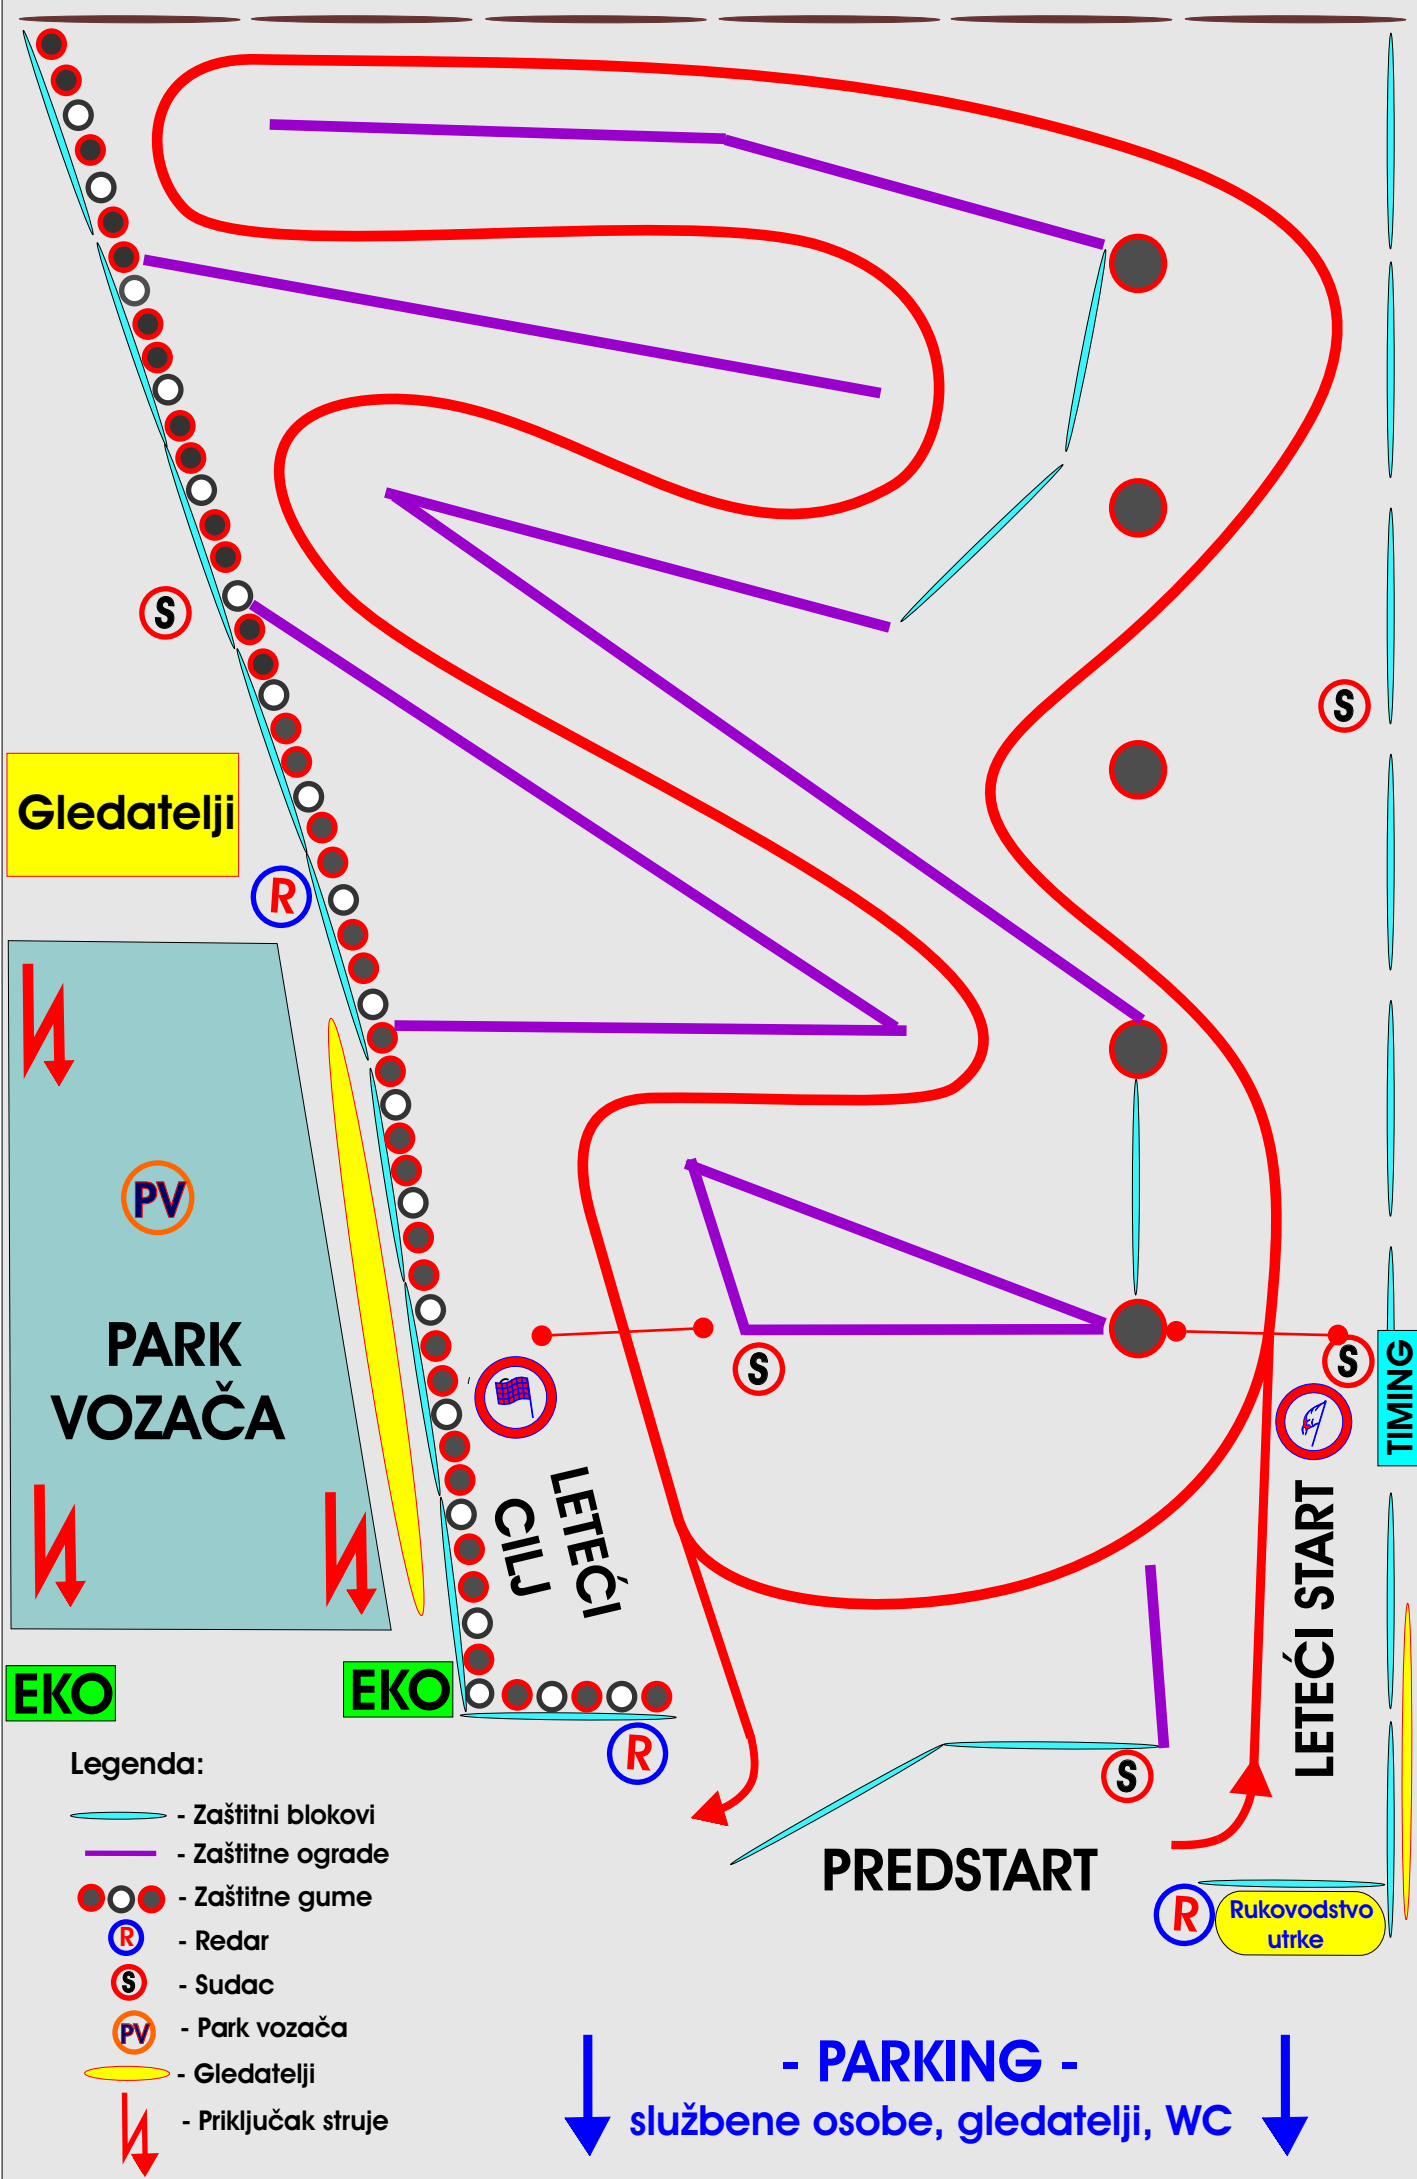 S
S
Gledatelji
R
PV
PARK
VOZAČA
S
S
TIMING
LETEĆI
CILJ
LETEĆI START
EKO
EKO
R
S
PREDSTART
R
Rukovodstvo
utrke
Legenda:
- Zaštitni blokovi
- Zaštitne ograde
- Zaštitne gume
R - Redar
S - Sudac
PV - Park vozača
- Gledatelji
- Priključak struje
- PARKING -
službene osobe, gledatelji, WC